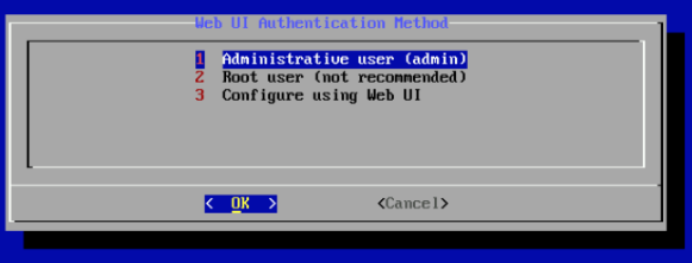 Web UI Authentication Method
1 Administrative user (admin)
2 Root user (not recommended)
3 Configure using Web UI
< OK > <Cancel>